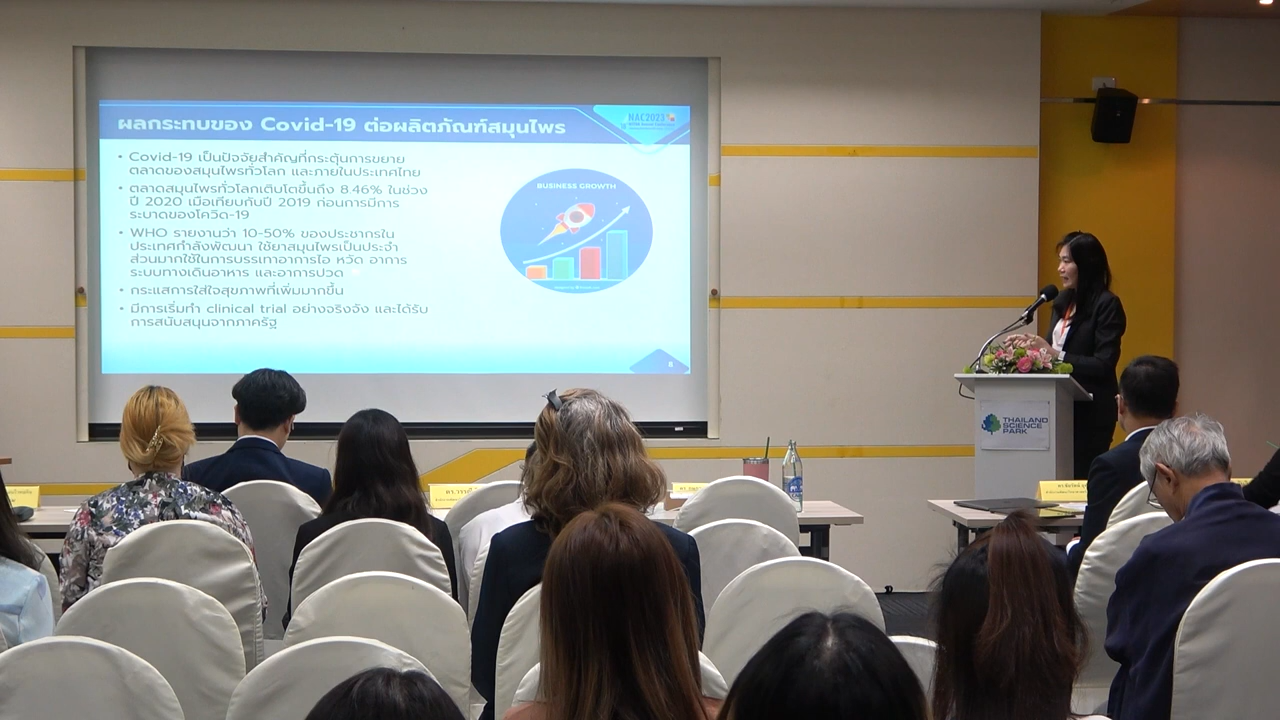 ผลกระทบของ Covid-19 ต่อผลิตภัณฑ์สมุนไพร
NAC2023
• Covid-19 เป็นปัจจัยสำคัญที่กระตุ้นการขยาย
ตลาดของสมุนไพรทั่วโลก และภายในประเทศไทย
• ตลาดสมุนไพรทั่วโลกเติบโตขึ้นถึง 8.46% ในช่วง
ปี 2020 เมื่อเทียบกับปี 2019 ก่อนการมีการ
ระบาดของโควิด-19
• WHO รายงานว่า 10-50% ของประชากรใน
ประเทศกำลังพัฒนา ใช้ยาสมุนไพรเป็นประจำ
ส่วนมากใช้ในการบรรเทาอาการไอ หวัด อาการ
ระบบทางเดินอาหาร และอาการปวด
• กระแสการใส่ใจสุขภาพที่เพิ่มมากขึ้น
• มีการเริ่มทำ clinical trial อย่างจริงจัง และได้รับ
การสนับสนุนจากภาครัฐ
BUSINESS GROWTH
8
THAILAND
SCIENCE
PARK